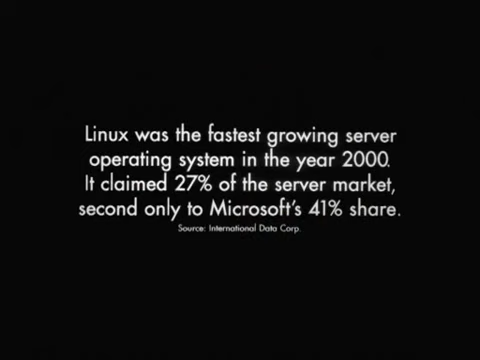 Linux was the fastest growing server
operating system in the year 2000.
It claimed 27% of the server market,
second only to Microsoft's 41% share.
Source: International Data Corp.